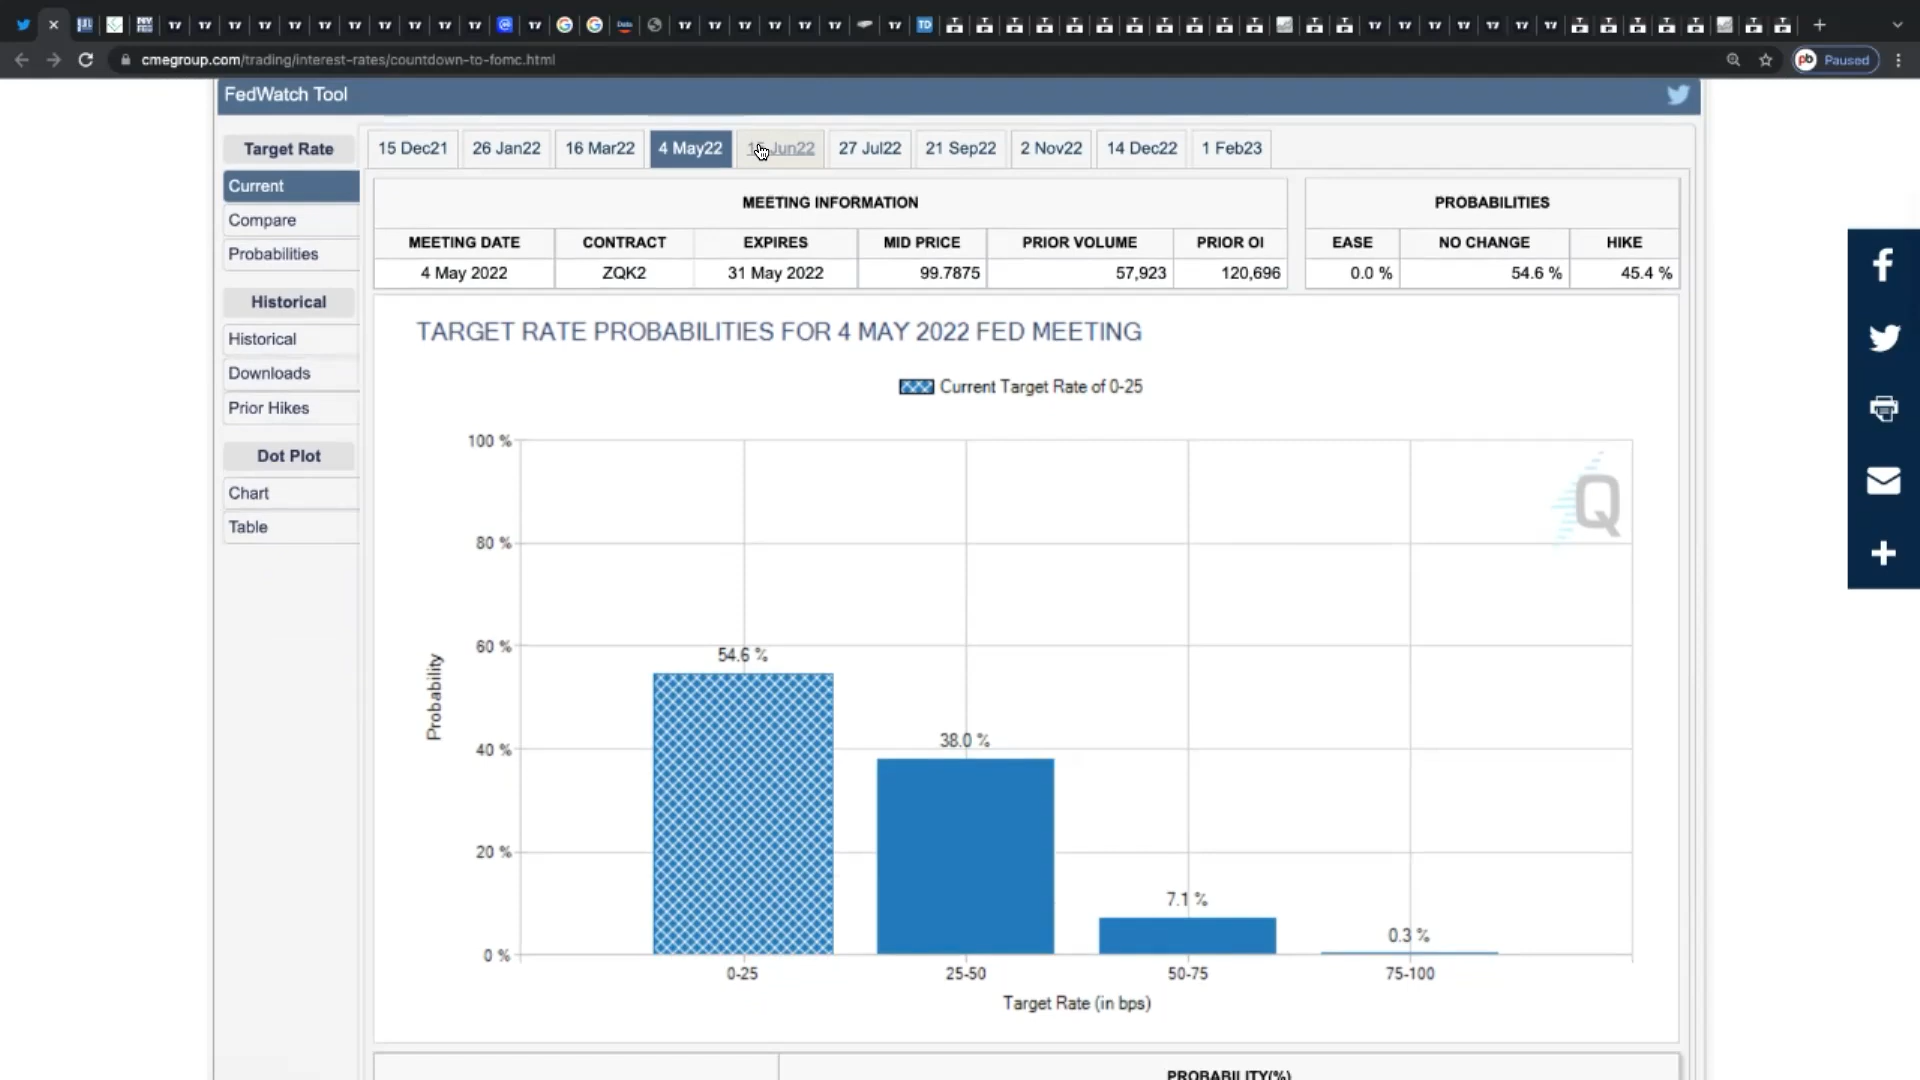 cmegroup.com/trading/interest-rates/countdown-to-fomc.html
Paused
FedWatch Tool
Target Rate
Current
Compare
Probabilities
Historical
Historical
Downloads
Prior Hikes
Dot Plot
Chart
Table
15 Dec21 26 Jan22 16 Mar22 4 May22 Jun22 27 Jul22 21 Sep22 2 Nov22 14 Dec22 1 Feb23
MEETING INFORMATION
MEETING DATE CONTRACT EXPIRES MID PRICE PRIOR VOLUME PRIOR OI
4 May 2022 ZQK2 31 May 2022 99.7875 57,923 120,696
PROBABILITIES
EASE NO CHANGE HIKE
0.0 % 54.6 % 45.4 %
TARGET RATE PROBABILITIES FOR 4 MAY 2022 FED MEETING
Current Target Rate of 0-25
Q
100 %
80 %
60 %
40 %
20 %
0 %
Probability
54.6 %
38.0 %
7.1 %
0.3 %
0-25 25-50 50-75 75-100
Target Rate (in bps)
PROBABILITY(%)